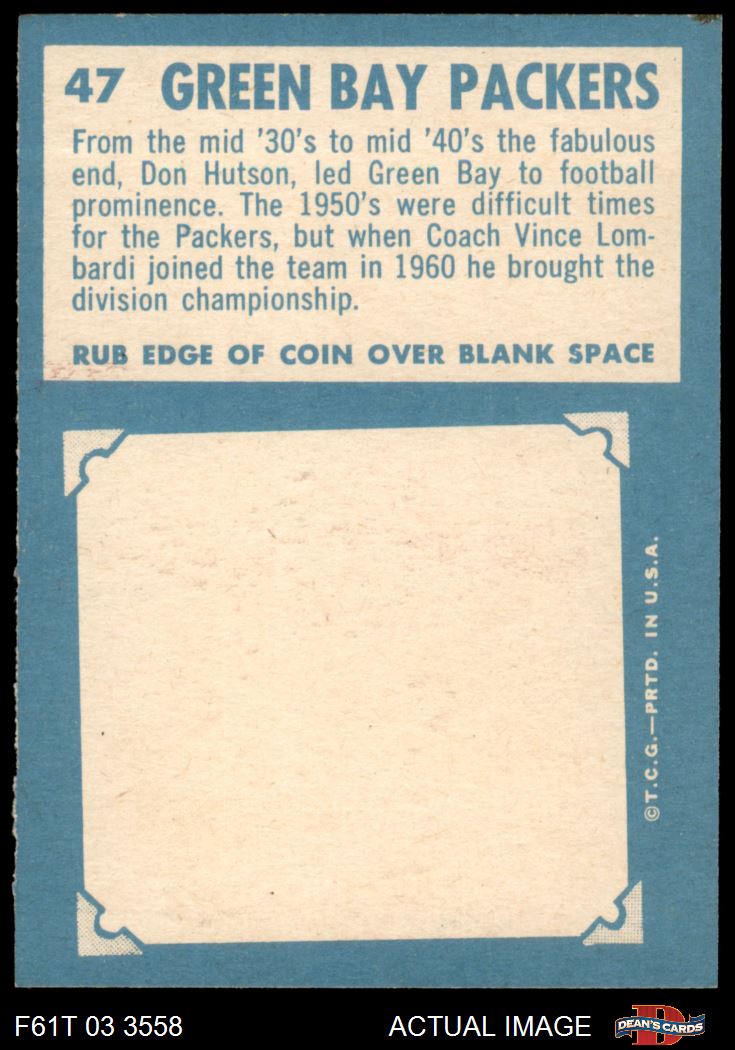 47 GREEN BAY PACKERS
From the mid '30's to mid '40's the fabulous
end, Don Hutson, led Green Bay to football
prominence. The 1950's were difficult times
for the Packers, but when Coach Vince Lom-
bardi joined the team in 1960 he brought the
division championship.
RUB EDGE OF COIN OVER BLANK SPACE
©T.C.G.—PRTD. IN U.S.A.
F61T 03 3558
ACTUAL IMAGE
D
DEAN'S CARDS